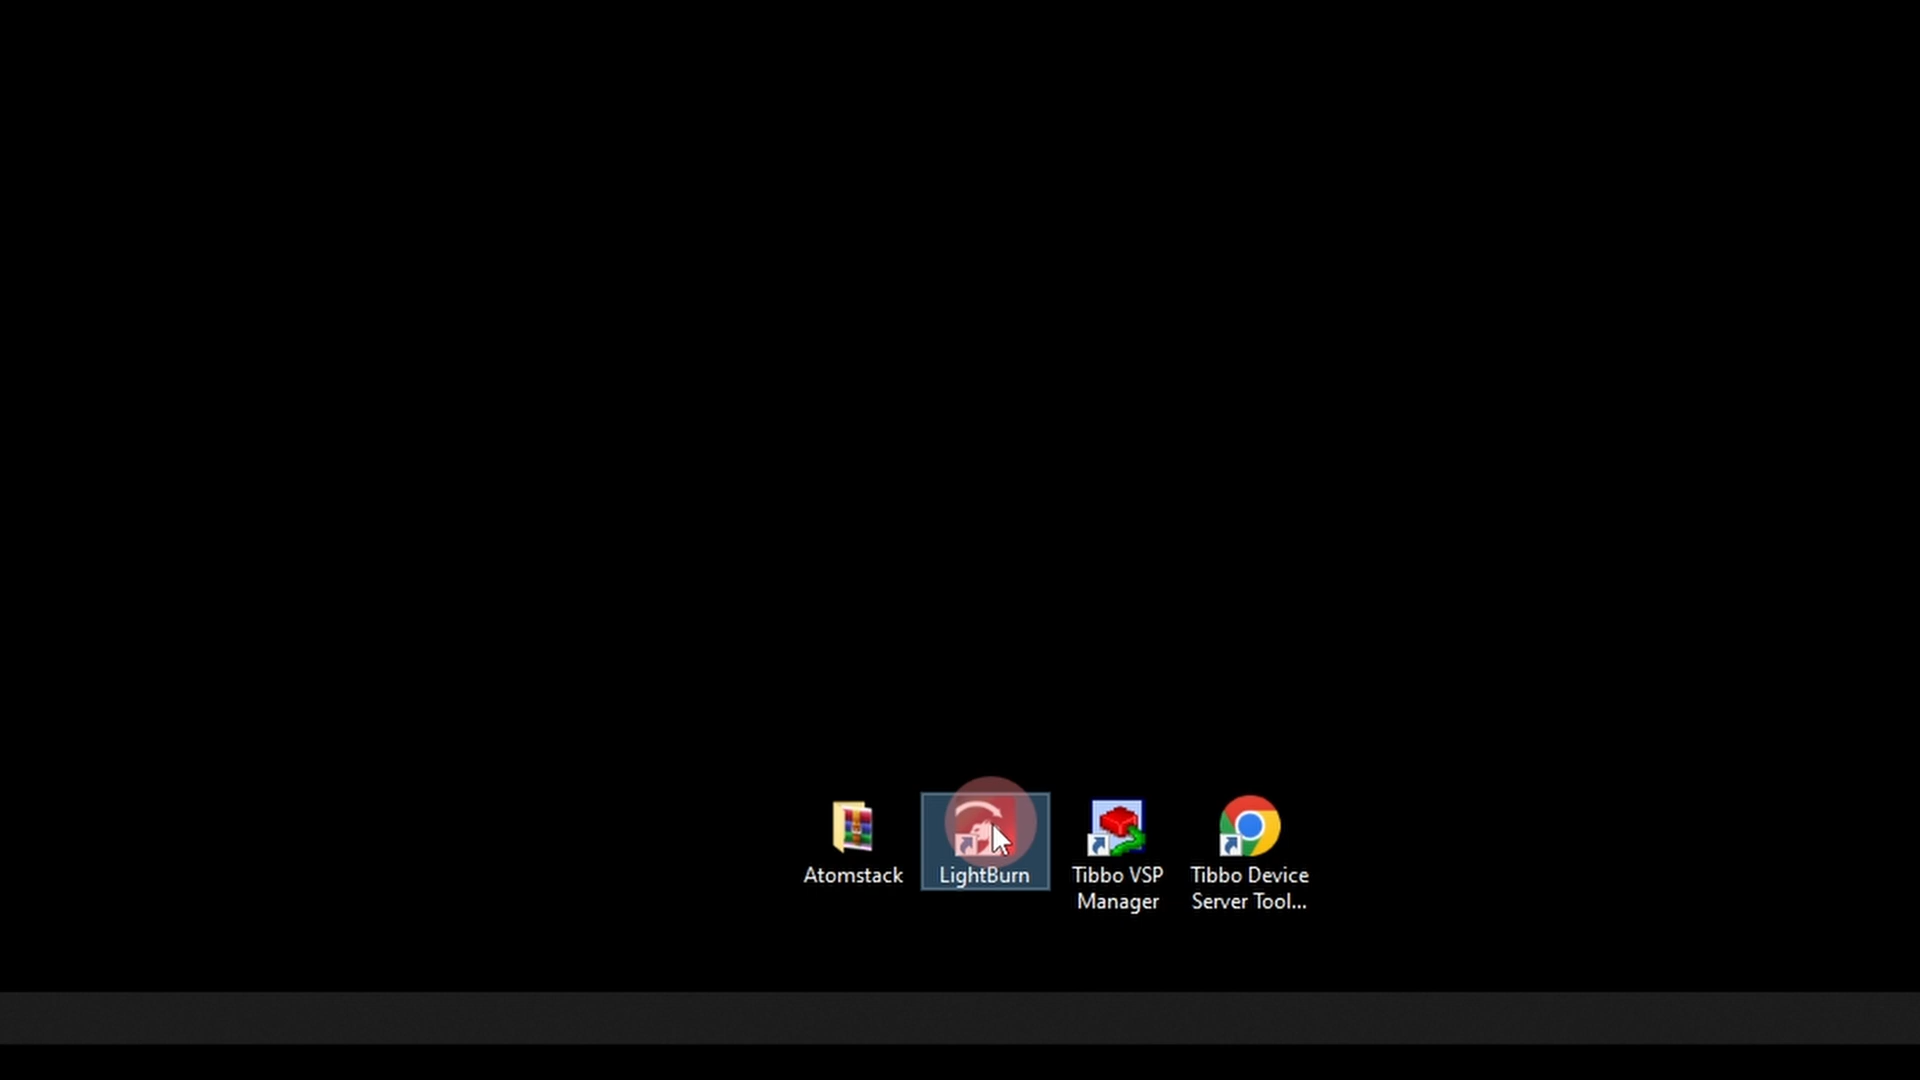 Atomstack
LightBurn
Tibbo VSP
Manager
Tibbo Device
Server Tool...